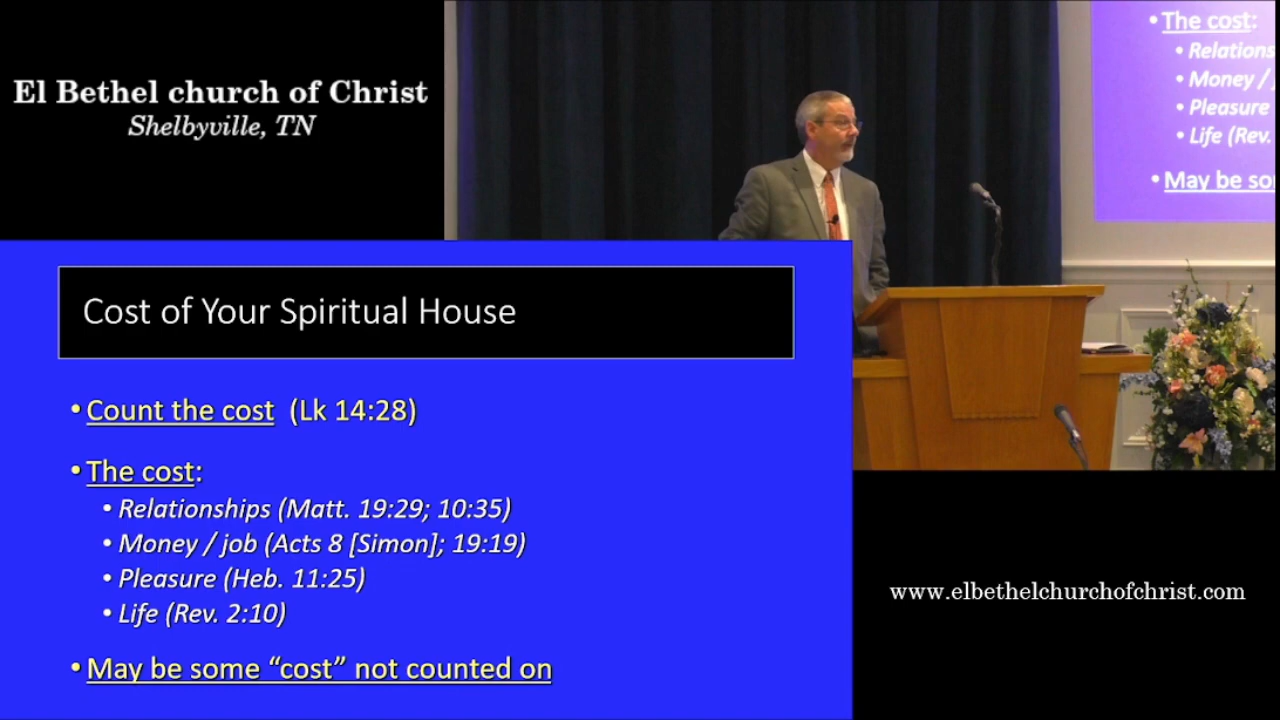 El Bethel church of Christ
Shelbyville, TN
• The cost:
• Relations
• Money /
• Pleasure
• Life (Rev.
• May be so
Cost of Your Spiritual House
• Count the cost (Lk 14:28)
• The cost:
• Relationships (Matt. 19:29; 10:35)
• Money / job (Acts 8 [Simon]; 19:19)
• Pleasure (Heb. 11:25)
• Life (Rev. 2:10)
• May be some “cost” not counted on
www.elbethelchurchofchrist.com